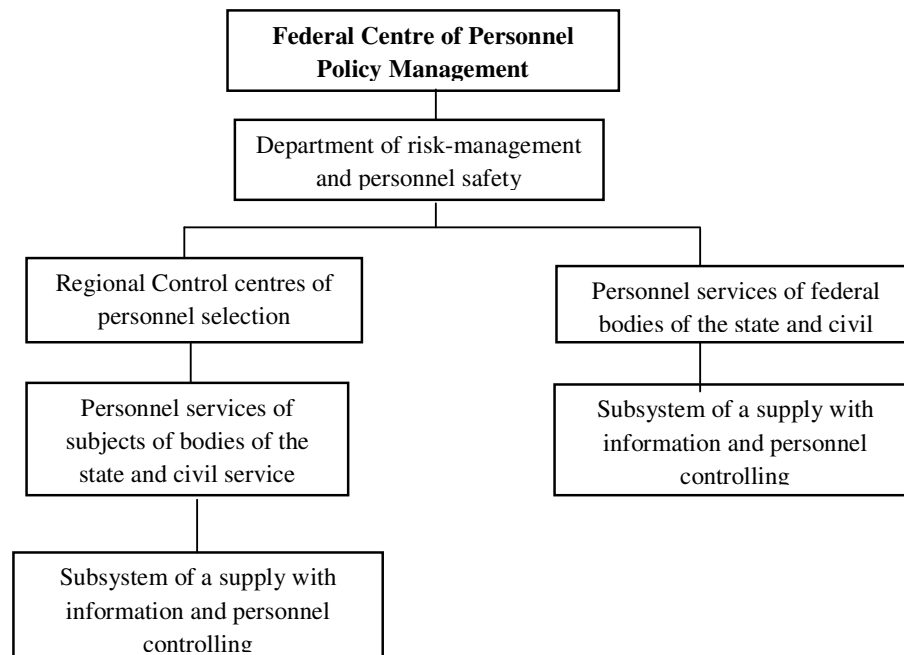 Federal Centre of Personnel
Policy Management
Department of risk-management
and personnel safety
Regional Control centres of
personnel selection
Personnel services of federal
bodies of the state and civil
Personnel services of
subjects of bodies of the
state and civil service
Subsystem of a supply with
information and personnel
controlling
Subsystem of a supply with
information and personnel
controlling